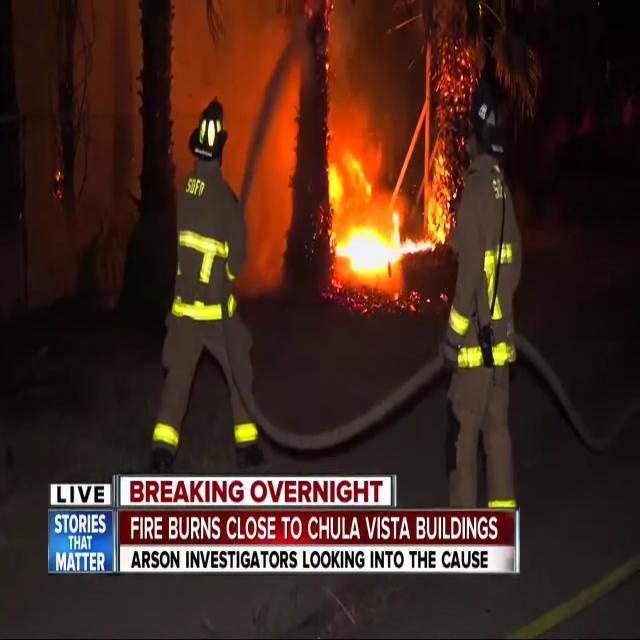 SDFD
LIVE
BREAKING OVERNIGHT
STORIES THAT MATTER
FIRE BURNS CLOSE TO CHULA VISTA BUILDINGS
ARSON INVESTIGATORS LOOKING INTO THE CAUSE